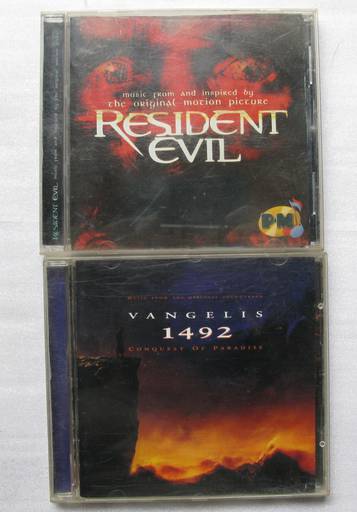 music from and inspired by
the original motion picture
RESIDENT
EVIL
P.M
RESIDENT EVIL
Music from the original soundtrack
VANGELIS
1492
CONQUEST OF PARADISE